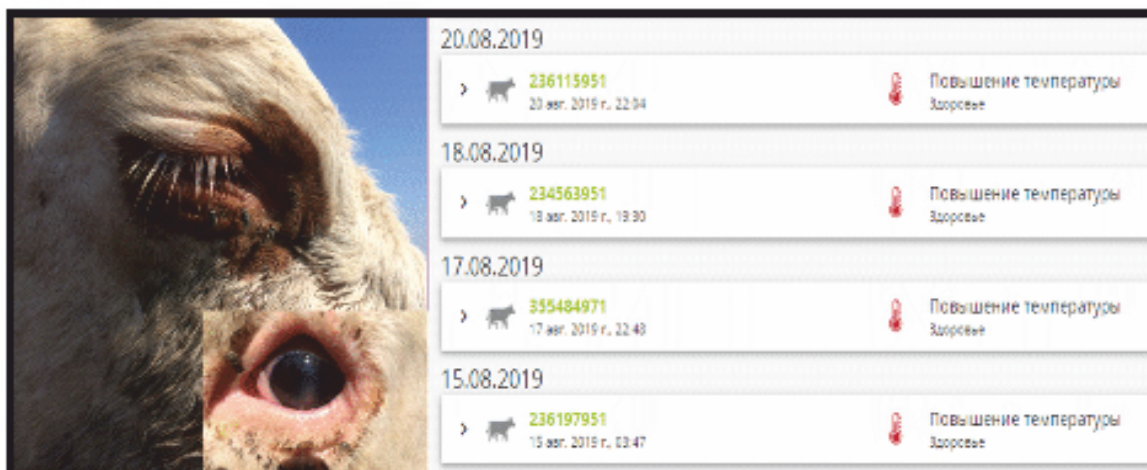 20.08.2019
236115951
Повышение температуры
20 авг. 2019 г., 22:04
Здоровье
18.08.2019
234563951
Повышение температуры
18 авг. 2019 г., 19:30
Здоровье
17.08.2019
355484971
Повышение температуры
17 авг. 2019 г., 22:48
Здоровье
15.08.2019
236197951
Повышение температуры
15 авг. 2019 г., 03:47
Здоровье